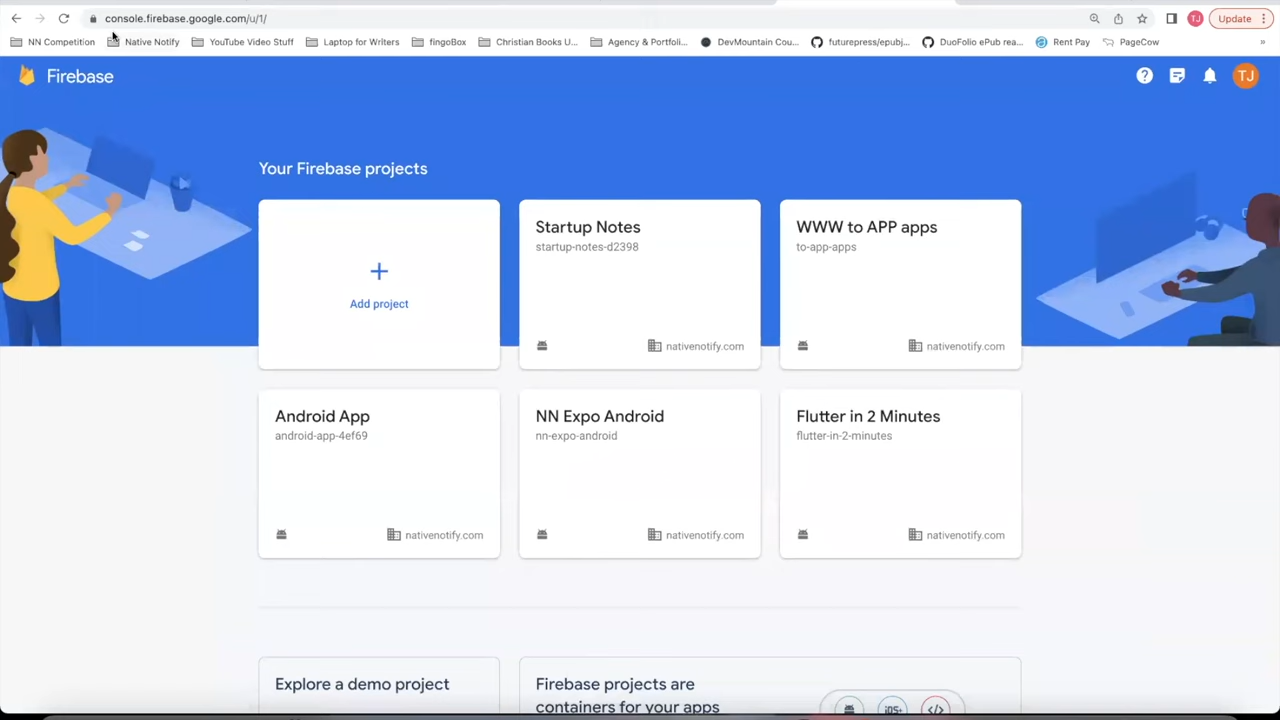 console.firebase.google.com/u/1/
TJ
Update
NN Competition
Native Notify
YouTube Video Stuff
Laptop for Writers
fingoBox
Christian Books U...
Agency & Portfoli...
DevMountain Cou...
futurepress/epubj...
DuoFolio ePub rea...
Rent Pay
PageCow
»
Firebase
TJ
Your Firebase projects
Add project
Startup Notes
startup-notes-d2398
nativenotify.com
WWW to APP apps
to-app-apps
nativenotify.com
Android App
android-app-4ef69
nativenotify.com
NN Expo Android
nn-expo-android
nativenotify.com
Flutter in 2 Minutes
flutter-in-2-minutes
nativenotify.com
Explore a demo project
Firebase projects are
containers for your apps
iOS+